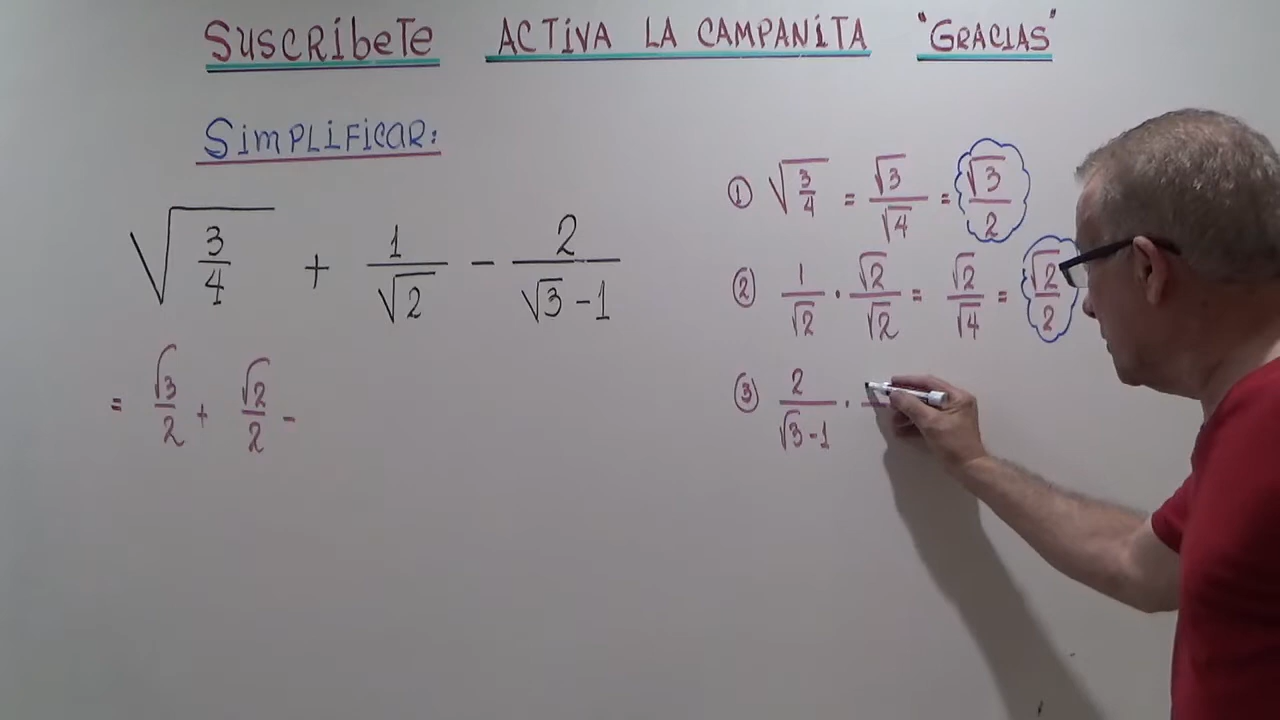 SUSCRÍBETE ACTIVA LA CAMPANITA "GRACIAS"
SIMPLIFICAR:
√(3/4) + 1/√2 - 2/(√3-1)
= √3/2 + √2/2 -
① √(3/4) = √3/√4 = √3/2
② 1/√2 · √2/√2 = √2/√4 = √2/2
③ 2/(√3-1) ·